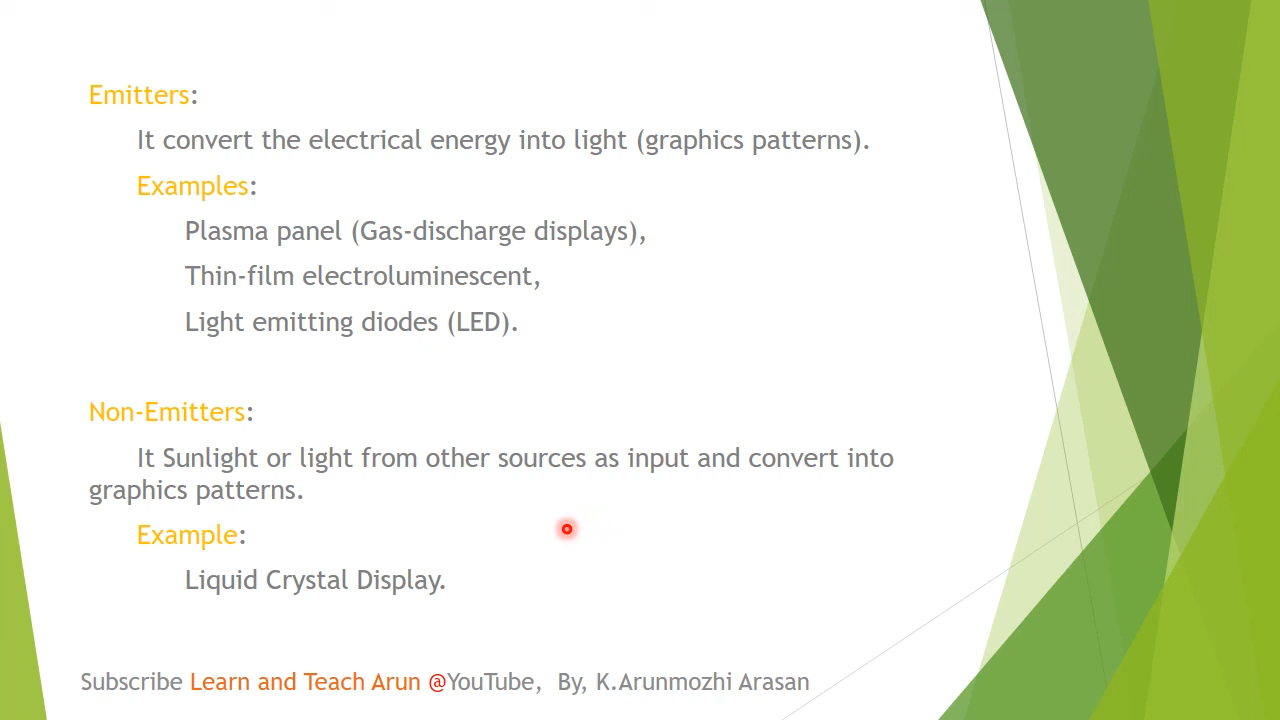 Emitters:
It convert the electrical energy into light (graphics patterns).
Examples:
Plasma panel (Gas-discharge displays),
Thin-film electroluminescent,
Light emitting diodes (LED).
Non-Emitters:
It Sunlight or light from other sources as input and convert into
graphics patterns.
Example:
Liquid Crystal Display.
Subscribe Learn and Teach Arun @YouTube, By, K.Arunmozhi Arasan